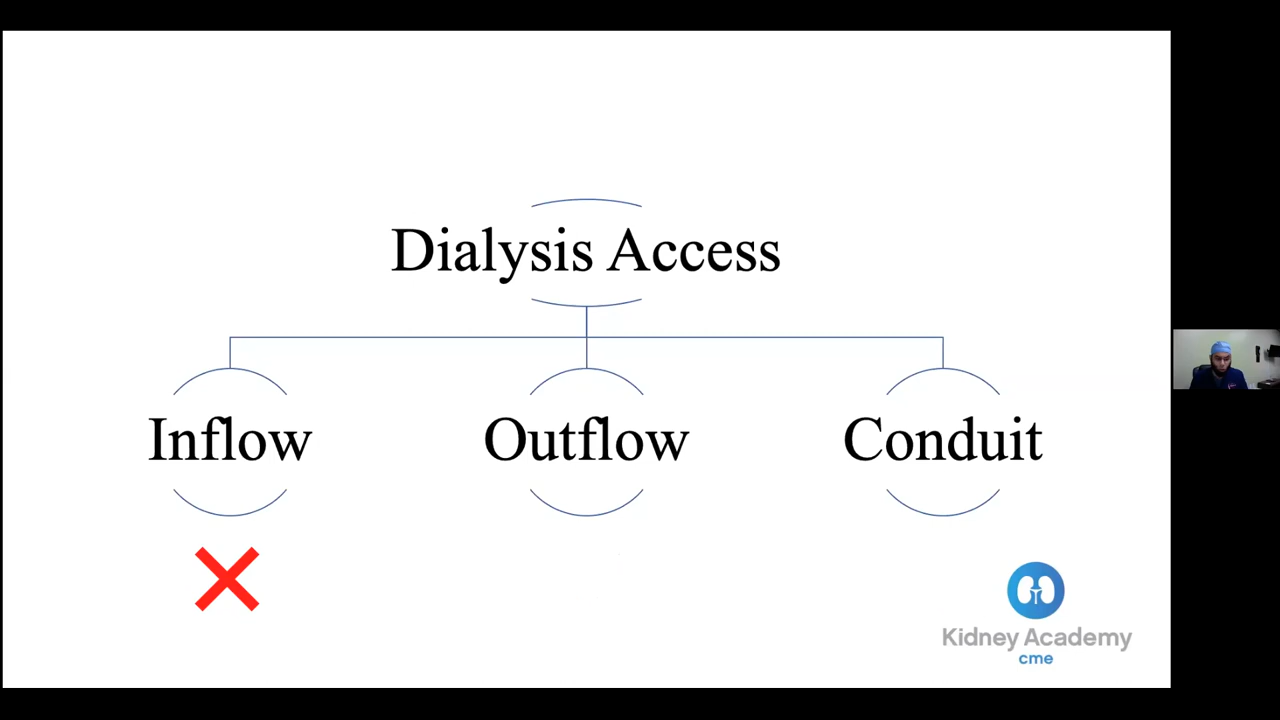 Dialysis Access
Inflow
Outflow
Conduit
Kidney Academy
cme